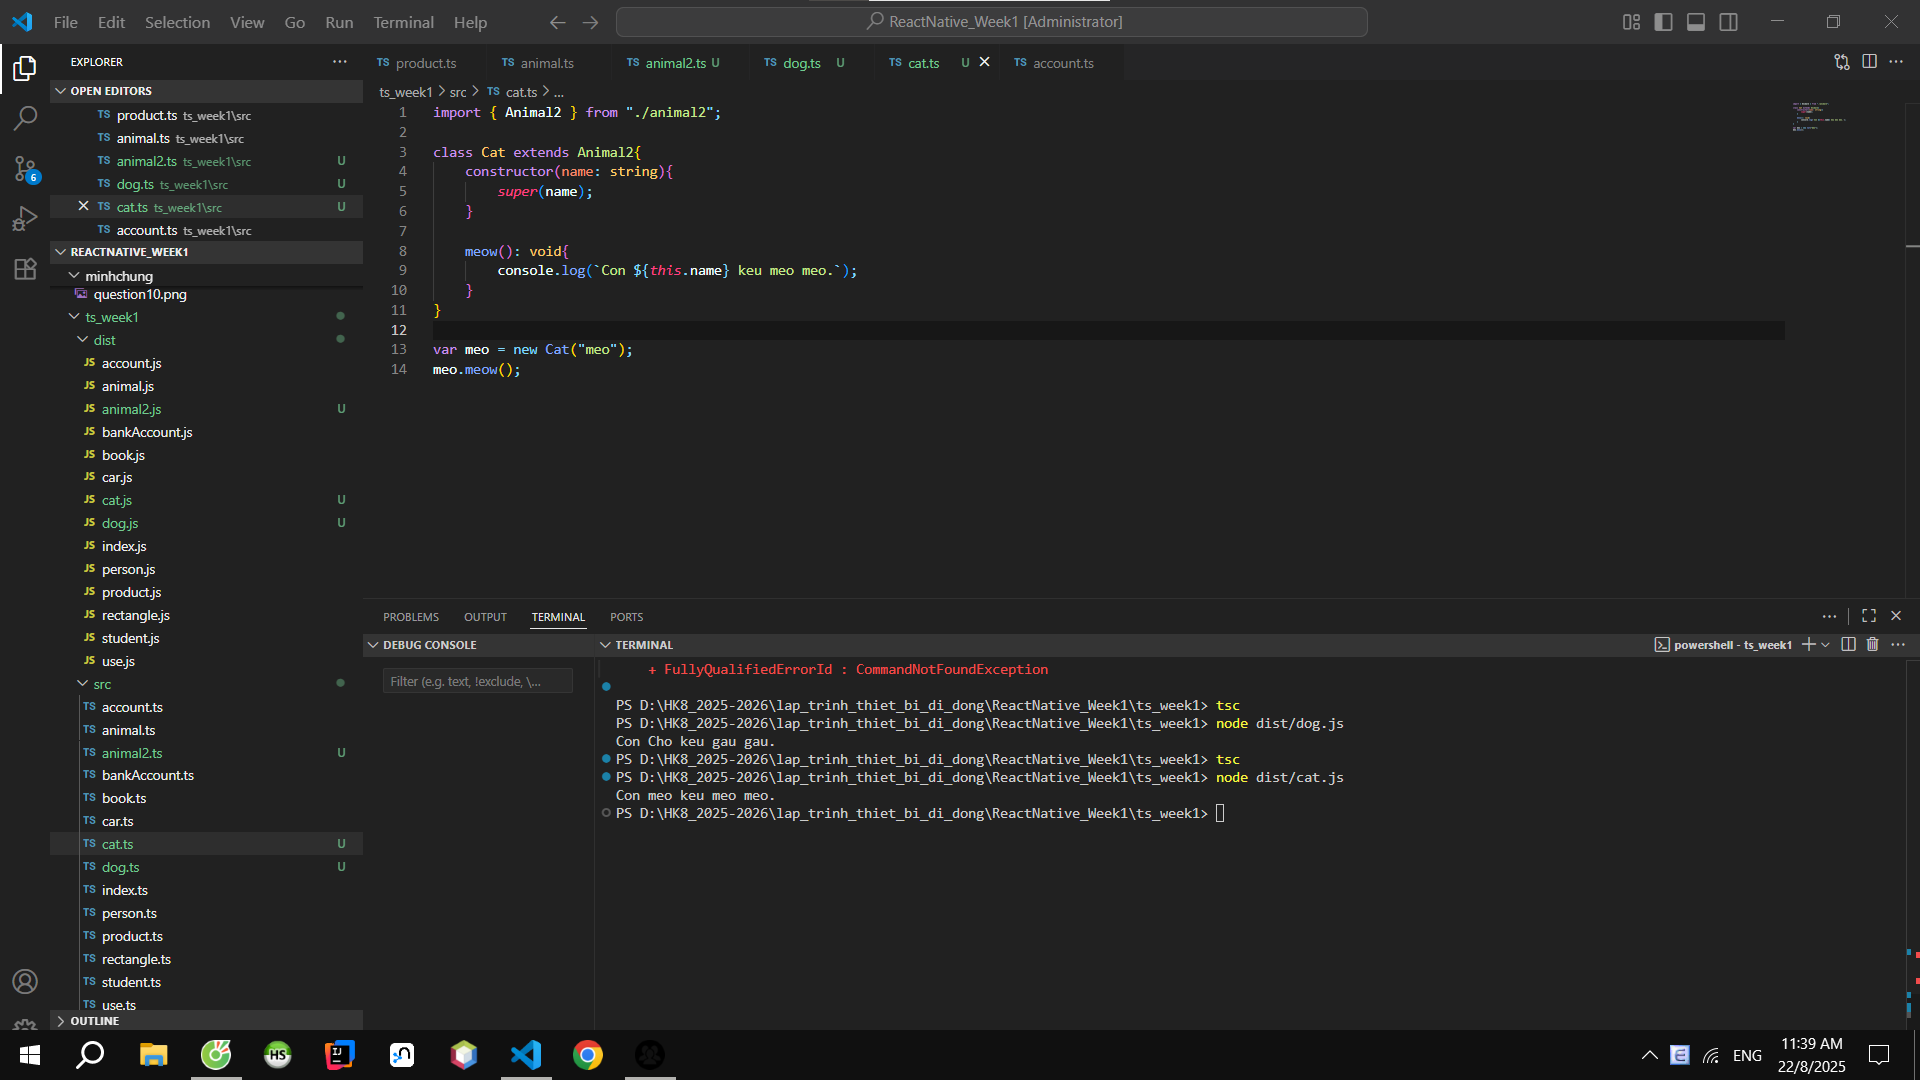 File Edit Selection View Go Run Terminal Help
ReactNative_Week1 [Administrator]
EXPLORER
OPEN EDITORS
TS product.ts ts_week1\src
TS animal.ts ts_week1\src
TS animal2.ts ts_week1\src U
TS dog.ts ts_week1\src U
TS cat.ts ts_week1\src U
TS account.ts ts_week1\src
6
REACTNATIVE_WEEK1
minhchung
question10.png
ts_week1
dist
JS account.js
JS animal.js
JS animal2.js U
JS bankAccount.js
JS book.js
JS car.js
JS cat.js U
JS dog.js U
JS index.js
JS person.js
JS product.js
JS rectangle.js
JS student.js
JS use.js
src
TS account.ts
TS animal.ts
TS animal2.ts U
TS bankAccount.ts
TS book.ts
TS car.ts
TS cat.ts U
TS dog.ts U
TS index.ts
TS person.ts
TS product.ts
TS rectangle.ts
TS student.ts
TS use.ts
OUTLINE
TS product.ts TS animal.ts TS animal2.ts U TS dog.ts U TS cat.ts U TS account.ts
ts_week1 > src > TS cat.ts > ...
1 import { Animal2 } from "./animal2";
2
3 class Cat extends Animal2{
4 constructor(name: string){
5 super(name);
6 }
7
8 meow(): void{
9 console.log(`Con ${this.name} keu meo meo.`);
10 }
11 }
12
13 var meo = new Cat("meo");
14 meo.meow();
PROBLEMS OUTPUT TERMINAL PORTS
DEBUG CONSOLE
Filter (e.g. text, !exclude, \...
TERMINAL
powershell - ts_week1
+ FullyQualifiedErrorId : CommandNotFoundException
PS D:\HK8_2025-2026\lap_trinh_thiet_bi_di_dong\ReactNative_Week1\ts_week1> tsc
PS D:\HK8_2025-2026\lap_trinh_thiet_bi_di_dong\ReactNative_Week1\ts_week1> node dist/dog.js
Con Cho keu gau gau.
PS D:\HK8_2025-2026\lap_trinh_thiet_bi_di_dong\ReactNative_Week1\ts_week1> tsc
PS D:\HK8_2025-2026\lap_trinh_thiet_bi_di_dong\ReactNative_Week1\ts_week1> node dist/cat.js
Con meo keu meo meo.
PS D:\HK8_2025-2026\lap_trinh_thiet_bi_di_dong\ReactNative_Week1\ts_week1>
HS
IJ
ENG
11:39 AM
22/8/2025